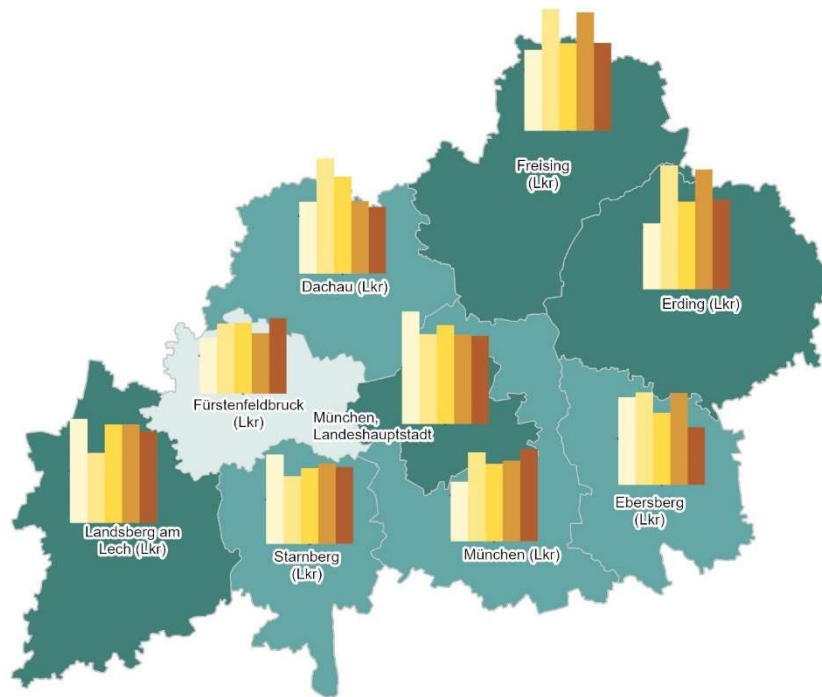 Freising
(Lkr)
Dachau (Lkr)
Erding (Lkr)
Fürstenfeldbruck
(Lkr)
München,
Landeshauptstadt
Landsberg am
Lech (Lkr)
Starnberg
(Lkr)
München (Lkr)
Ebersberg
(Lkr)